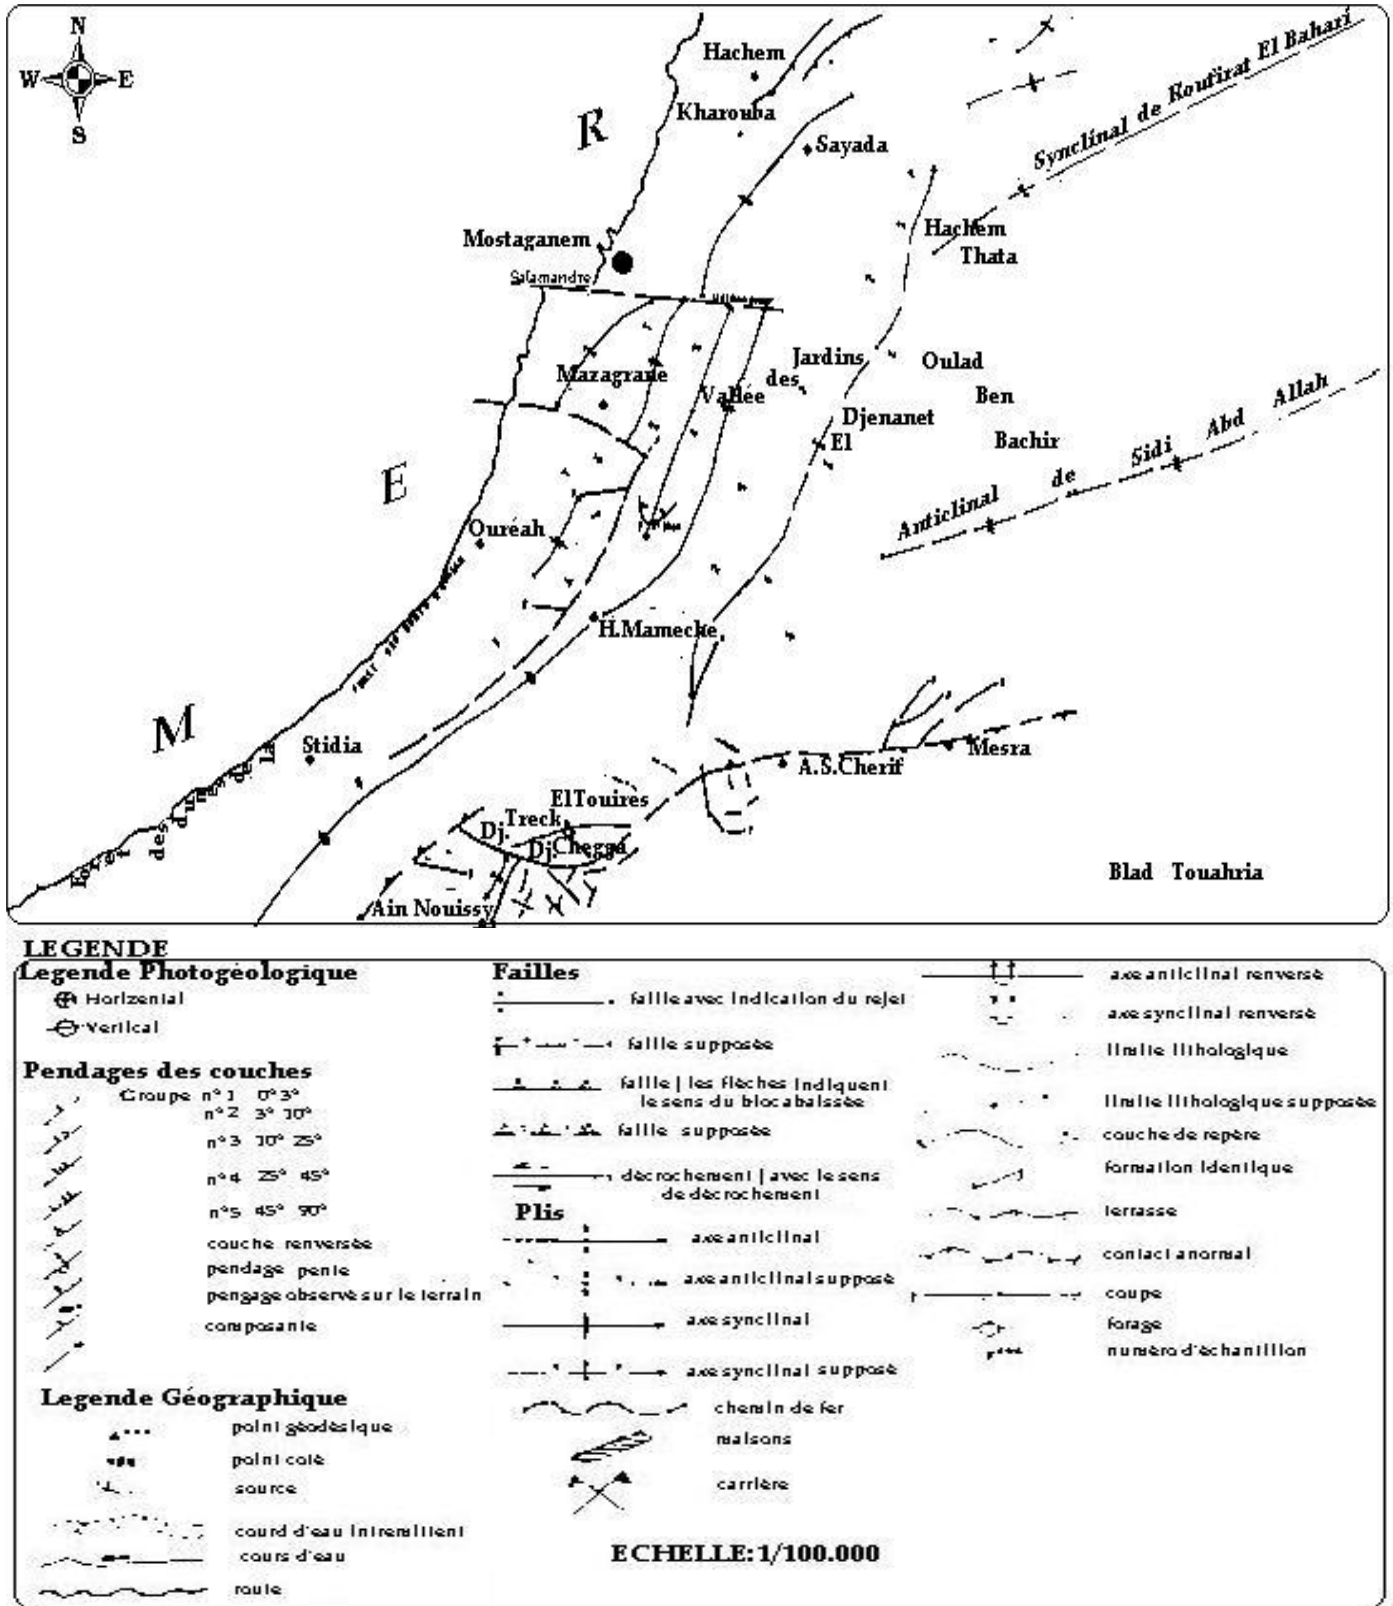 N
W E
S
Hachem
Kharouba
Sayada
R
Synclinal de Roufirat El Bahari
Mostaganem
Salamandre
Hachem
Thata
Mazagrane
Vallée des Jardins
Oulad
Ben
Bachir
Djenanet
El
Anticlinal de Sidi Abd Allah
E
Ouréah
H.Mamecke
M
Stidia
Foret des dunes de la
Mesra
A.S.Cherif
El Touires
Treck
Dj.
Dj. Chegga
Ain Nouissy
Blad Touahria
LEGENDE
Legende Photogéologique
Horizenial
Vertical
Pendages des couches
Groupe n°1 0°3°
n°2 3° 10°
n°3 10° 25°
n°4 25° 45°
n°5 45° 90°
couche renversée
pendage pente
pengage observé sur le terrain
composante
Legende Géographique
point géodésique
point coté
source
courd d'eau intermittent
cours d'eau
route
Failles
faille avec indication du rejet
faille supposée
faille | les flèches indiquent
le sens du bloc abaissée
faille supposée
décrochement | avec le sens
de décrochement
Plis
axe anticlinal
axe anticlinal supposé
axe synclinal
axe synclinal supposé
chemin de fer
maisons
carrière
ECHELLE:1/100.000
axe anticlinal renversé
axe synclinal renversé
limite lithologique
limite lithologique supposée
couche de repère
formation identique
terrasse
contact anormal
coupe
forage
numéro d'échantillon